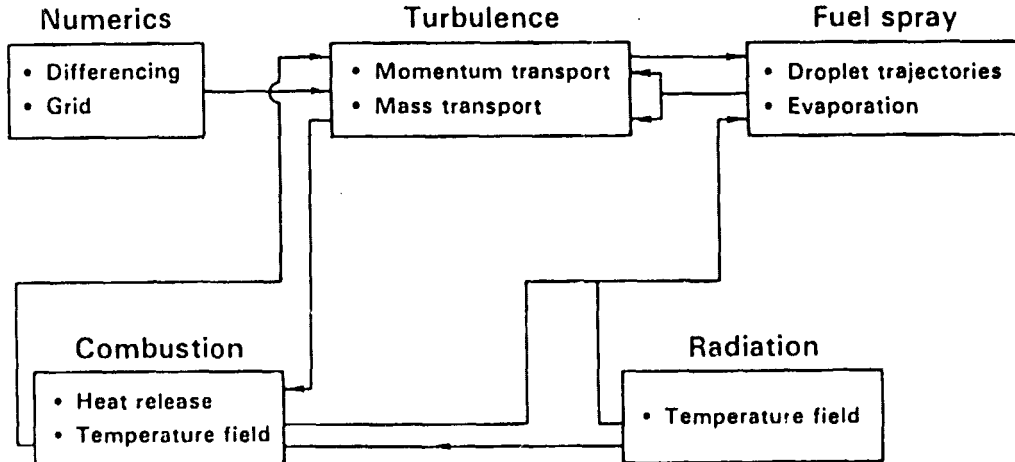 Numerics
• Differencing
• Grid
Turbulence
• Momentum transport
• Mass transport
Fuel spray
• Droplet trajectories
• Evaporation
Combustion
• Heat release
• Temperature field
Radiation
• Temperature field